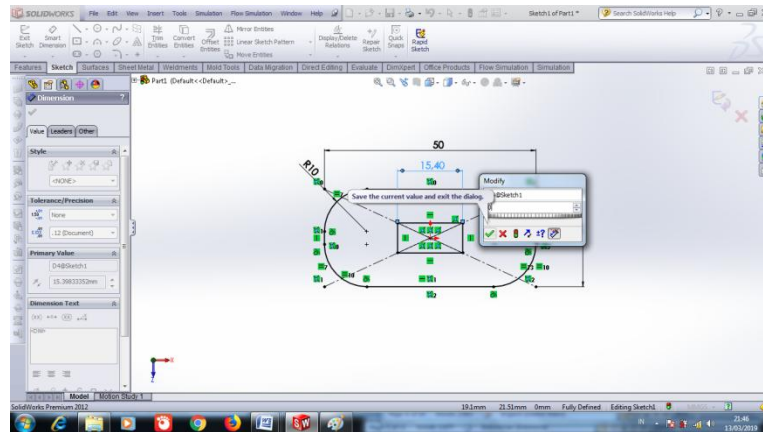 SOLIDWORKS File Edit View Insert Tools Simulation Flow Simulation Window Help Sketch1 of Part1 * Search SolidWorks Help
Exit Sketch Smart Dimension Trim Entities Convert Entities Offset Entities Mirror Entities Linear Sketch Pattern Move Entities Display/Delete Relations Repair Sketch Quick Snaps Rapid Sketch
Features Sketch Surfaces Sheet Metal Weldments Mold Tools Data Migration Direct Editing Evaluate DimXpert Office Products Flow Simulation Simulation
Part1 (Default<<Default>_...
Dimension ?
Value Leaders Other
Style
<NONE>
Tolerance/Precision
None
.12 (Document)
Primary Value
D4@Sketch1
15.39833352mm
Dimension Text
<DIM>
50
15,40
R10
Modify
@Sketch1
Save the current value and exit the dialog.
Model Motion Study 1
SolidWorks Premium 2012 19.1mm 21.51mm 0mm Fully Defined Editing Sketch1
IN 21:46
13/03/2019